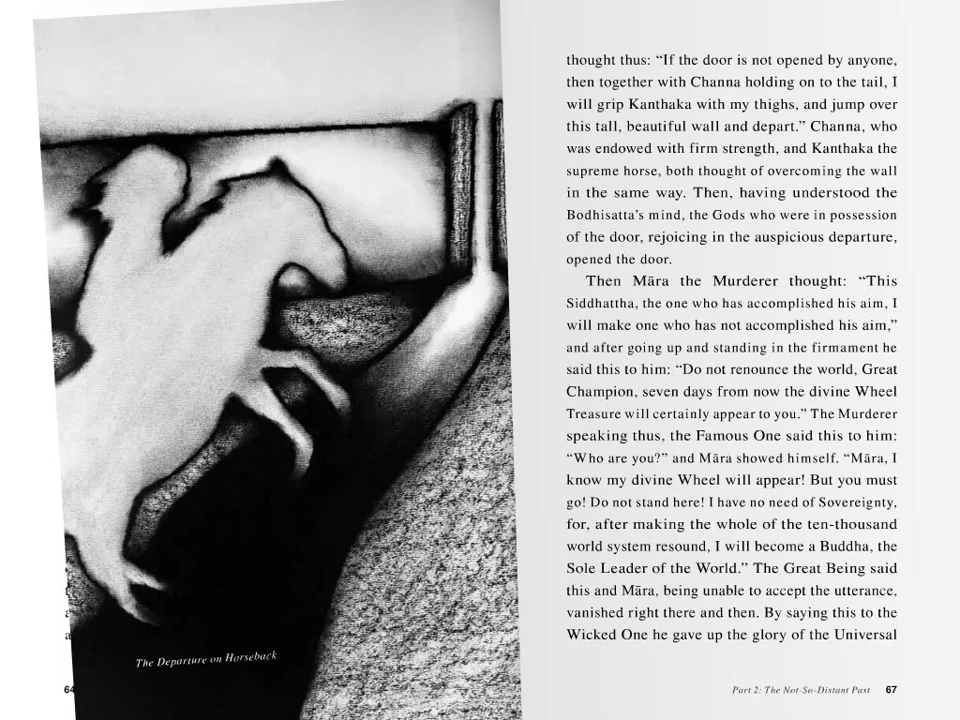 The Departure on Horseback
64
thought thus: “If the door is not opened by anyone,
then together with Channa holding on to the tail, I
will grip Kanthaka with my thighs, and jump over
this tall, beautiful wall and depart.” Channa, who
was endowed with firm strength, and Kanthaka the
supreme horse, both thought of overcoming the wall
in the same way. Then, having understood the
Bodhisatta’s mind, the Gods who were in possession
of the door, rejoicing in the auspicious departure,
opened the door.
Then Māra the Murderer thought: “This
Siddhattha, the one who has accomplished his aim, I
will make one who has not accomplished his aim,”
and after going up and standing in the firmament he
said this to him: “Do not renounce the world, Great
Champion, seven days from now the divine Wheel
Treasure will certainly appear to you.” The Murderer
speaking thus, the Famous One said this to him:
“Who are you?” and Māra showed himself. “Māra, I
know my divine Wheel will appear! But you must
go! Do not stand here! I have no need of Sovereignty,
for, after making the whole of the ten-thousand
world system resound, I will become a Buddha, the
Sole Leader of the World.” The Great Being said
this and Māra, being unable to accept the utterance,
vanished right there and then. By saying this to the
Wicked One he gave up the glory of the Universal
Part 2: The Not-So-Distant Past 67